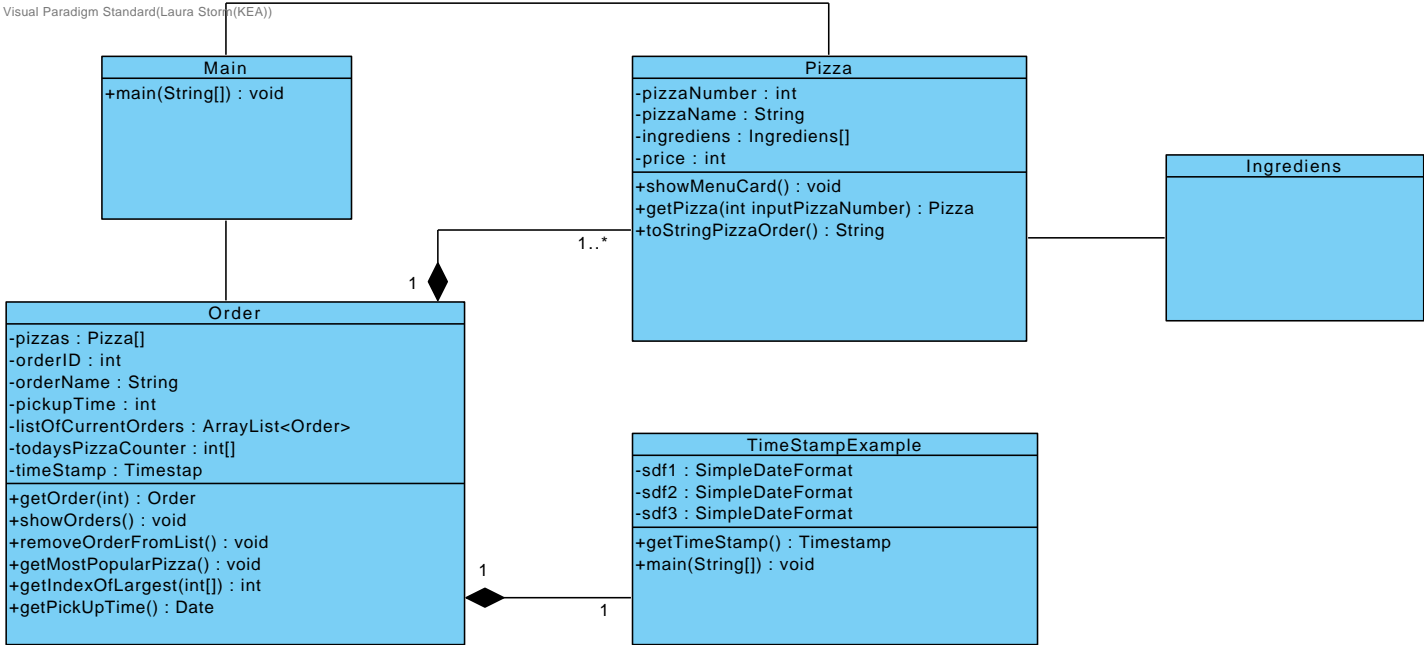 Visual Paradigm Standard(Laura Storm(KEA))
Main
+main(String[]) : void
Pizza
-pizzaNumber : int
-pizzaName : String
-ingrediens : Ingrediens[]
-price : int
+showMenuCard() : void
+getPizza(int inputPizzaNumber) : Pizza
+toStringPizzaOrder() : String
Ingrediens
1..*
1
Order
-pizzas : Pizza[]
-orderID : int
-orderName : String
-pickupTime : int
-listOfCurrentOrders : ArrayList<Order>
-todaysPizzaCounter : int[]
-timeStamp : Timestap
+getOrder(int) : Order
+showOrders() : void
+removeOrderFromList() : void
+getMostPopularPizza() : void
+getIndexOfLargest(int[]) : int
+getPickUpTime() : Date
1
1
TimeStampExample
-sdf1 : SimpleDateFormat
-sdf2 : SimpleDateFormat
-sdf3 : SimpleDateFormat
+getTimeStamp() : Timestamp
+main(String[]) : void